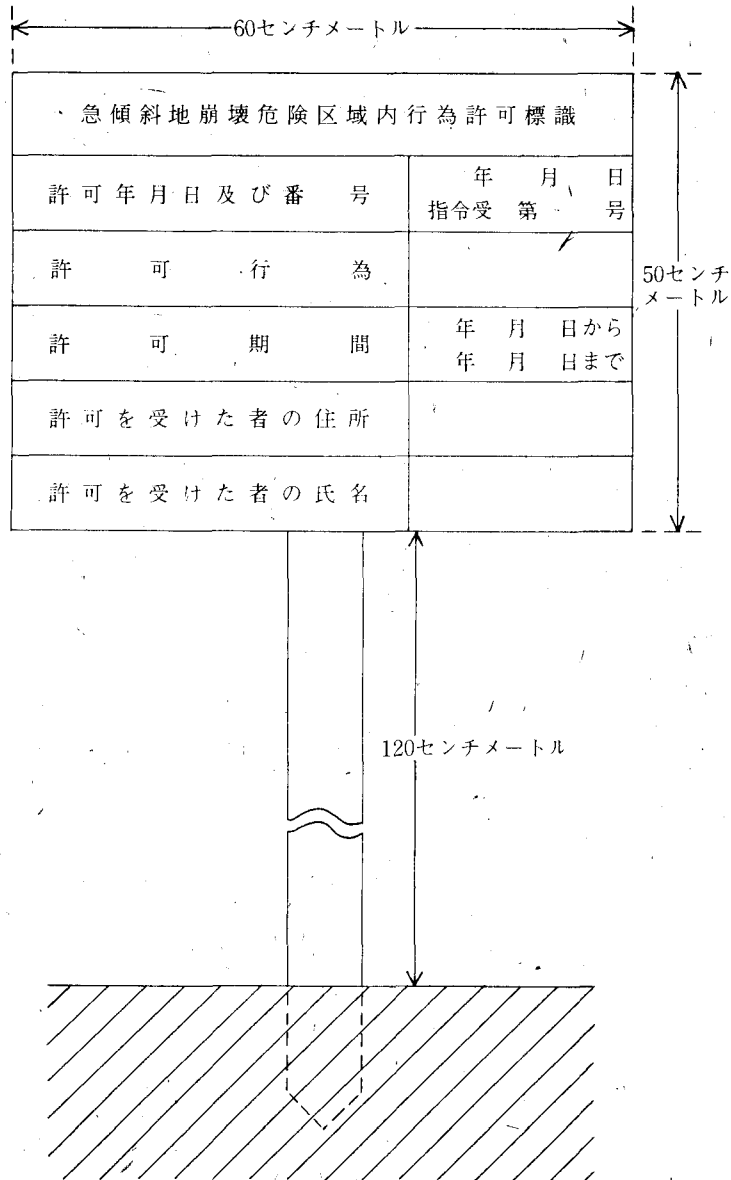 60センチメートル
急傾斜地崩壊危険区域内行為許可標識
許可年月日及び番号
年 月 日
指令受 第 号
許可行為
50センチ
メートル
許可期間
年 月 日から
年 月 日まで
許可を受けた者の住所
許可を受けた者の氏名
120センチメートル